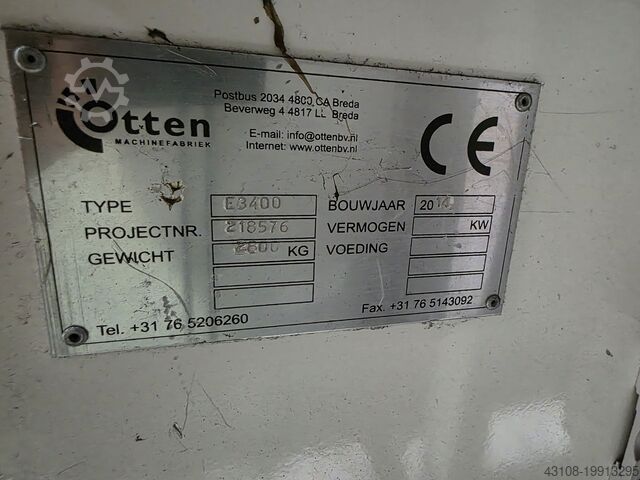 Otten
MACHINEFABRIEK
Postbus 2034 4800 CA Breda
Beverweg 4 4817 LL Breda
E-mail: info@ottenbv.nl
Internet: www.ottenbv.nl
CE
TYPE E3400 BOUWJAAR 2014
PROJECTNR. 218576 VERMOGEN KW
GEWICHT 2600 KG VOEDING
Tel. +31 76 5206260 Fax. +31 76 5143092
43108-19913295